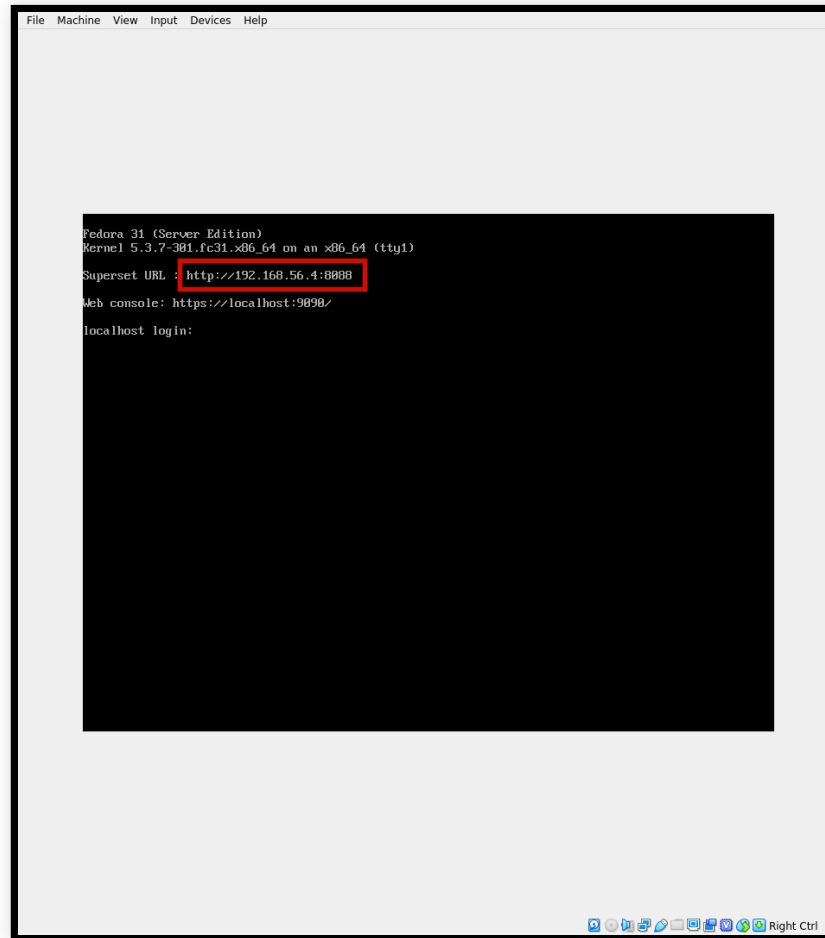 File Machine View Input Devices Help
Fedora 31 (Server Edition)
Kernel 5.3.7-301.fc31.x86_64 on an x86_64 (tty1)
Superset URL : http://192.168.56.4:8088
Web console: https://localhost:9090/
localhost login:
Right Ctrl